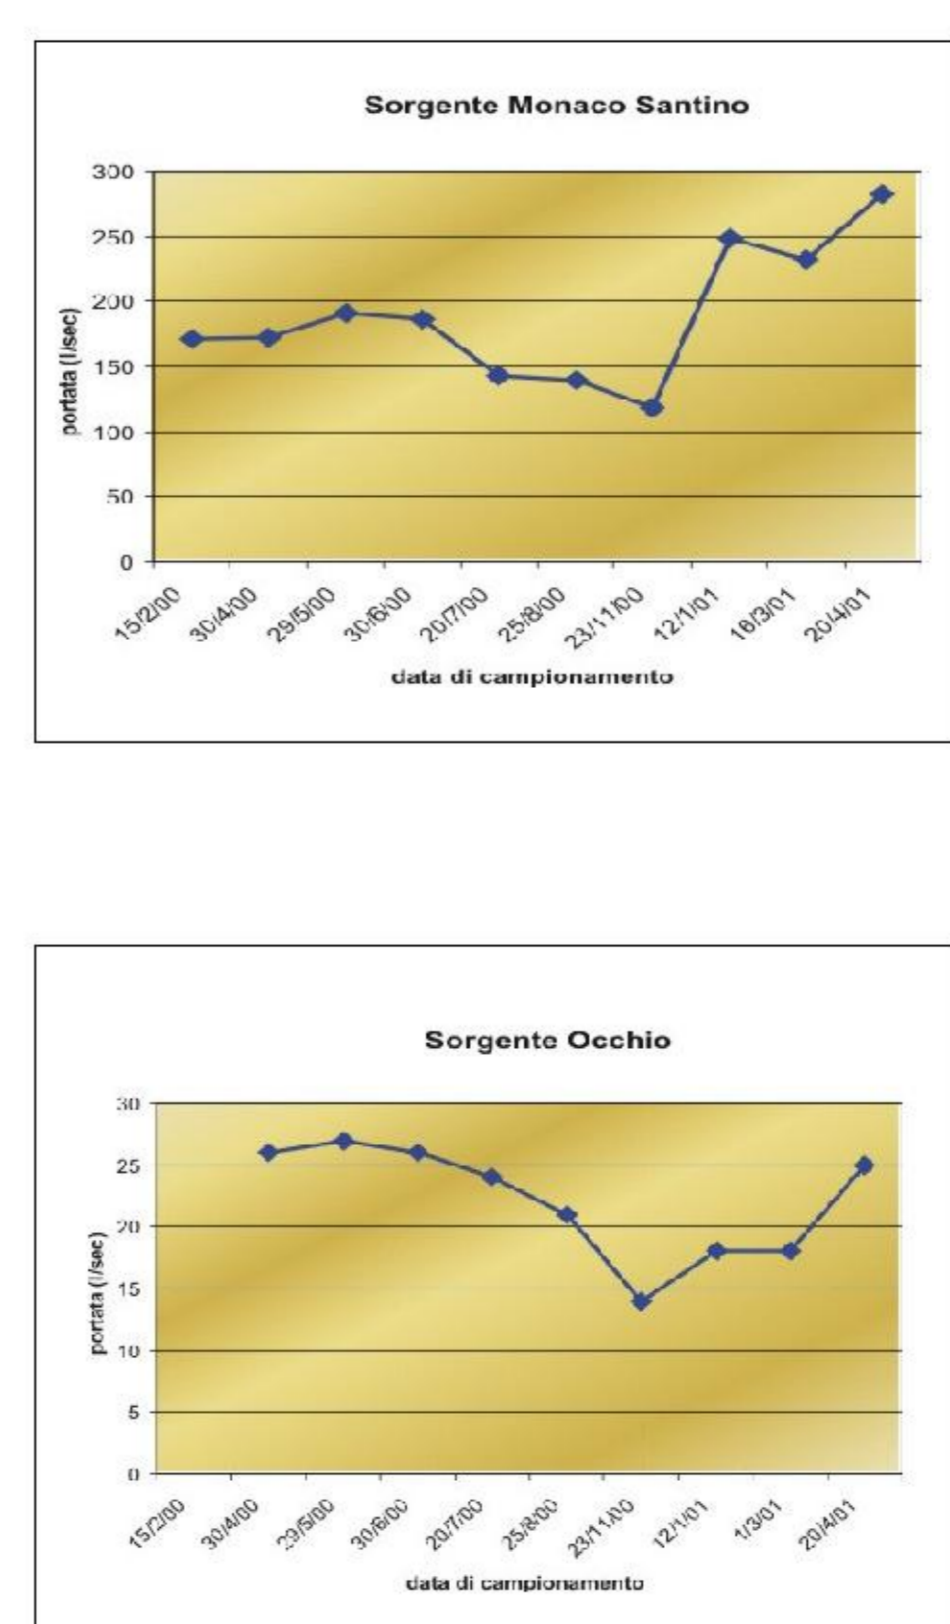 Sorgente Monaco Santino
300
250
200
150
100
50
0
portata (l/sec)
15/2/00 30/4/00 29/5/00 30/6/00 20/7/00 25/8/00 23/11/00 12/1/01 16/3/01 20/4/01
data di campionamento
Sorgente Occhio
30
25
20
15
10
5
0
portata (l/sec)
15/2/00 30/4/00 29/5/00 30/6/00 20/7/00 25/8/00 23/11/00 12/1/01 1/3/01 20/4/01
data di campionamento